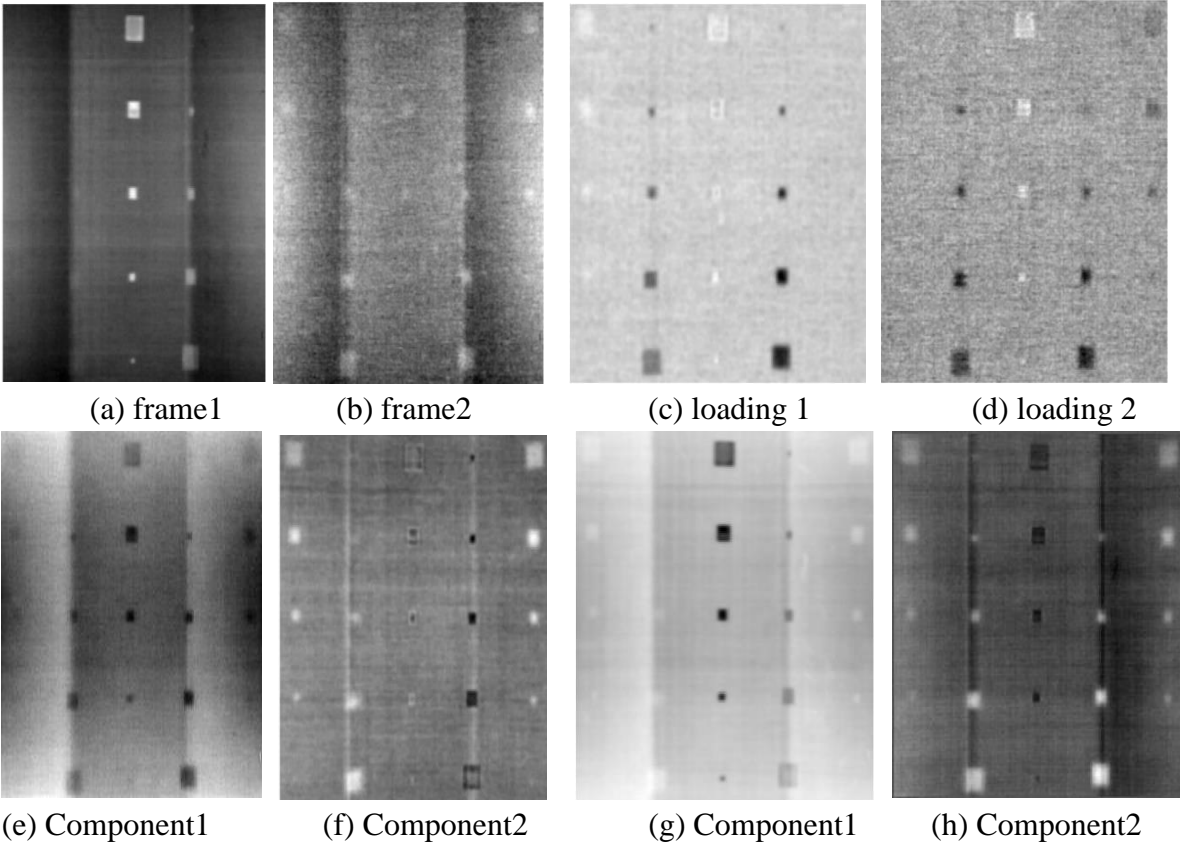 (a) frame1 (b) frame2 (c) loading 1 (d) loading 2
(e) Component1 (f) Component2 (g) Component1 (h) Component2